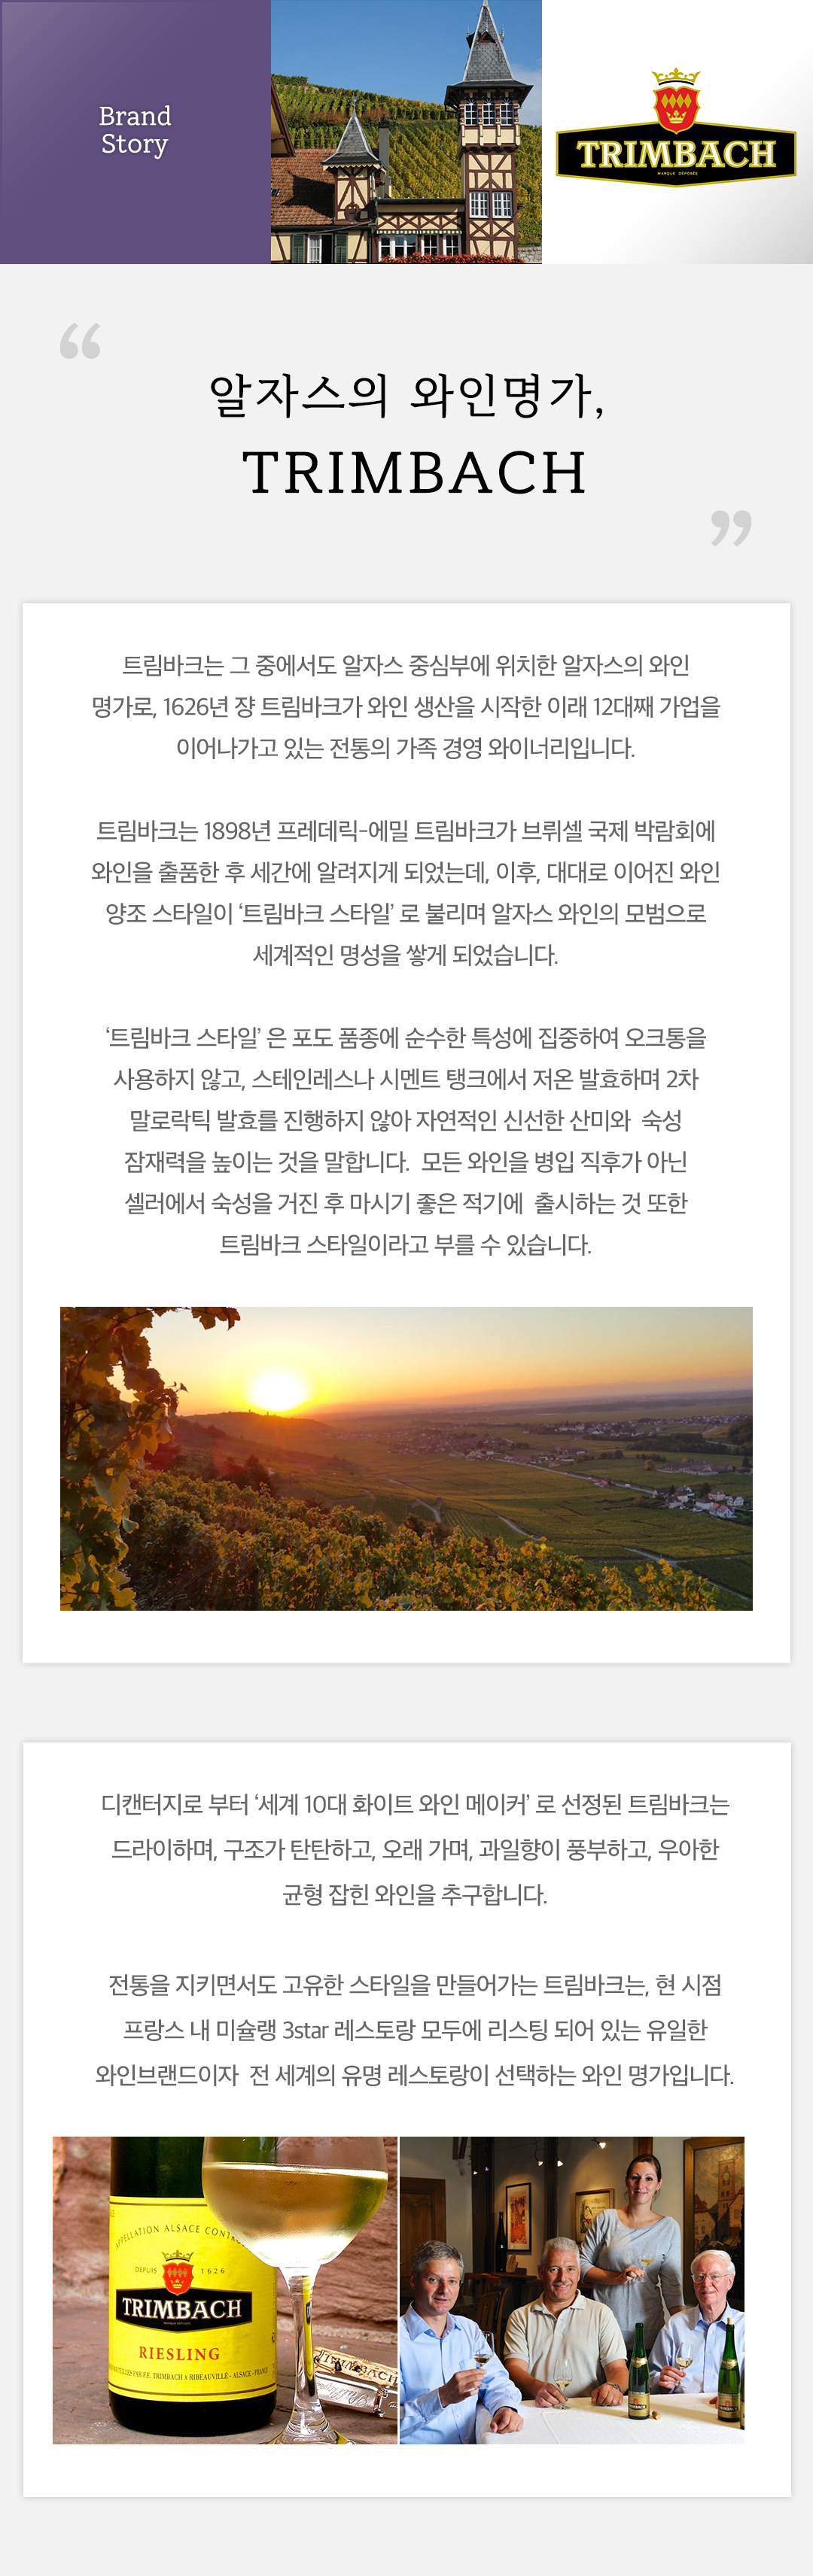 Brand
Story
TRIMBACH
MARQUE DÉPOSÉE
“
알자스의 와인명가,
TRIMBACH
”
트림바크는 그 중에서도 알자스 중심부에 위치한 알자스의 와인
명가로, 1626년 쟝 트림바크가 와인 생산을 시작한 이래 12대째 가업을
이어나가고 있는 전통의 가족 경영 와이너리입니다.
트림바크는 1898년 프레데릭-에밀 트림바크가 브뤼셀 국제 박람회에
와인을 출품한 후 세간에 알려지게 되었는데, 이후, 대대로 이어진 와인
양조 스타일이 ‘트림바크 스타일’ 로 불리며 알자스 와인의 모범으로
세계적인 명성을 쌓게 되었습니다.
‘트림바크 스타일’ 은 포도 품종에 순수한 특성에 집중하여 오크통을
사용하지 않고, 스테인레스나 시멘트 탱크에서 저온 발효하며 2차
말로락틱 발효를 진행하지 않아 자연적인 신선한 산미와 숙성
잠재력을 높이는 것을 말합니다. 모든 와인을 병입 직후가 아닌
셀러에서 숙성을 거진 후 마시기 좋은 적기에 출시하는 것 또한
트림바크 스타일이라고 부를 수 있습니다.
디캔터지로 부터 ‘세계 10대 화이트 와인 메이커’ 로 선정된 트림바크는
드라이하며, 구조가 탄탄하고, 오래 가며, 과일향이 풍부하고, 우아한
균형 잡힌 와인을 추구합니다.
전통을 지키면서도 고유한 스타일을 만들어가는 트림바크는, 현 시점
프랑스 내 미슐랭 3star 레스토랑 모두에 리스팅 되어 있는 유일한
와인브랜드이자 전 세계의 유명 레스토랑이 선택하는 와인 명가입니다.
APPELLATION ALSACE
DEPUIS 1626
TRIMBACH
RIESLING
PAR F.E. TRIMBACH À RIBEAUVILLÉ - ALSACE - FRANCE
TRIMBACH